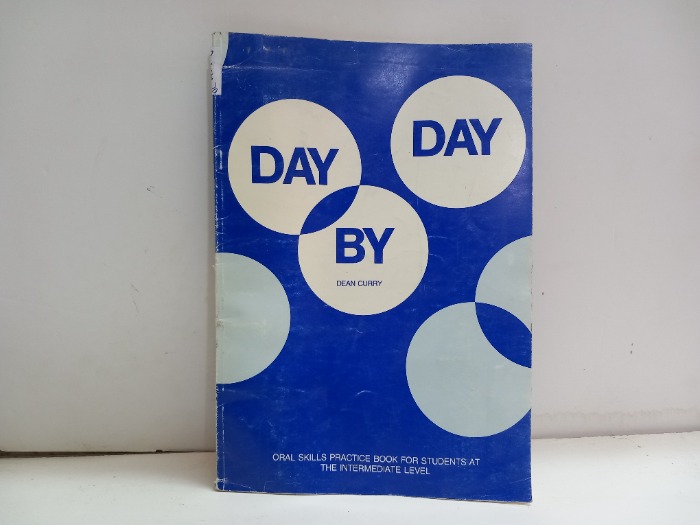 DAY
DAY
BY
DEAN CURRY
ORAL SKILLS PRACTICE BOOK FOR STUDENTS AT
THE INTERMEDIATE LEVEL